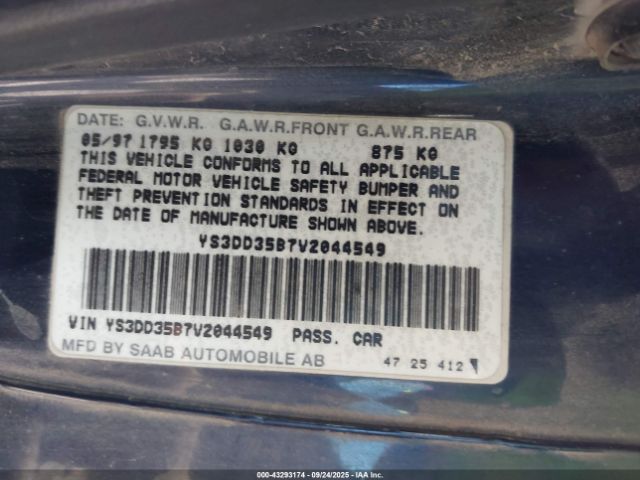 DATE: G.V.W.R. G.A.W.R.FRONT G.A.W.R.REAR
05/97 1795 KG 1030 KG 875 KG
THIS VEHICLE CONFORMS TO ALL APPLICABLE
FEDERAL MOTOR VEHICLE SAFETY BUMPER AND
THEFT PREVENTION STANDARDS IN EFFECT ON
THE DATE OF MANUFACTURE SHOWN ABOVE.
YS3DD35B7V2044549
VIN YS3DD35B7V2044549 PASS. CAR
MFD BY SAAB AUTOMOBILE AB 47 25 412
000-43293174 - 09/24/2025 - IAA Inc.